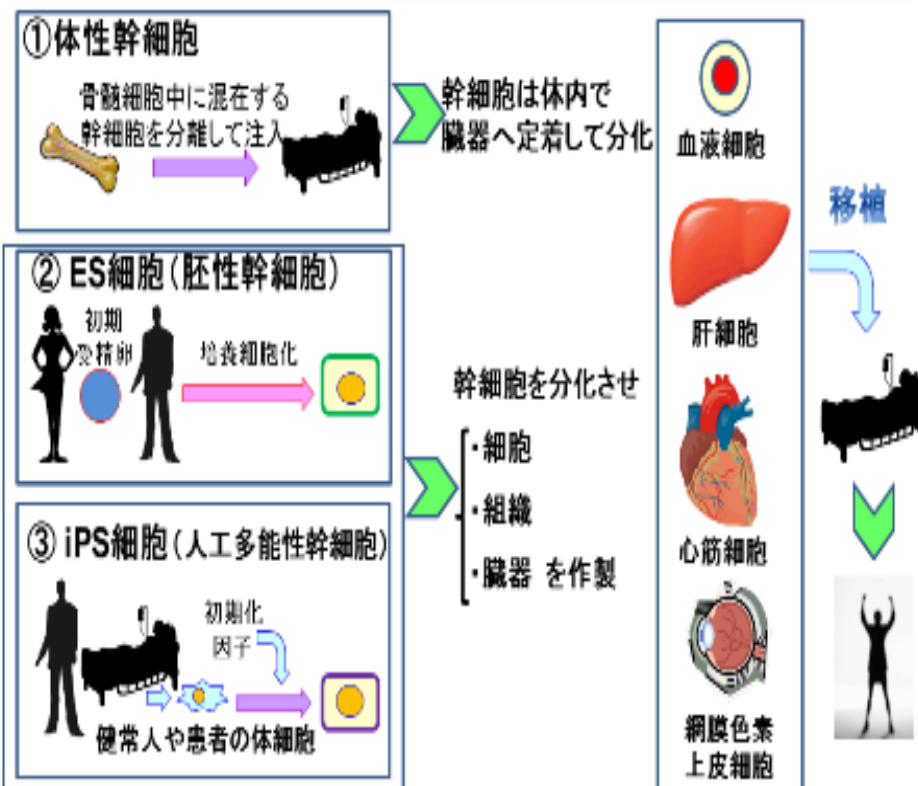 ①体性幹細胞
骨髄細胞中に混在する
幹細胞を分離して注入
幹細胞は体内で
臓器へ定着して分化
② ES細胞(胚性幹細胞)
初期
受精卵
培養細胞化
③ iPS細胞(人工多能性幹細胞)
初期化
因子
健常人や患者の体細胞
幹細胞を分化させ
・細胞
・組織
・臓器 を作製
血液細胞
肝細胞
心筋細胞
網膜色素
上皮細胞
移植